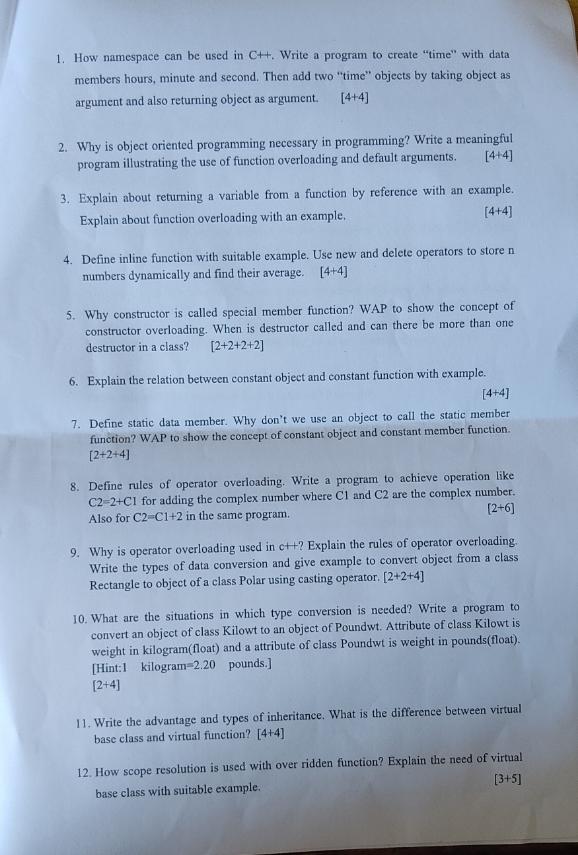 1. How namespace can be used in C++. Write a program to create “time” with data
members hours, minute and second. Then add two “time” objects by taking object as
argument and also returning object as argument. [4+4]
2. Why is object oriented programming necessary in programming? Write a meaningful
program illustrating the use of function overloading and default arguments. [4+4]
3. Explain about returning a variable from a function by reference with an example.
Explain about function overloading with an example. [4+4]
4. Define inline function with suitable example. Use new and delete operators to store n
numbers dynamically and find their average. [4+4]
5. Why constructor is called special member function? WAP to show the concept of
constructor overloading. When is destructor called and can there be more than one
destructor in a class? [2+2+2+2]
6. Explain the relation between constant object and constant function with example.
[4+4]
7. Define static data member. Why don’t we use an object to call the static member
function? WAP to show the concept of constant object and constant member function.
[2+2+4]
8. Define rules of operator overloading. Write a program to achieve operation like
C2=2+C1 for adding the complex number where C1 and C2 are the complex number.
Also for C2=C1+2 in the same program. [2+6]
9. Why is operator overloading used in c++? Explain the rules of operator overloading.
Write the types of data conversion and give example to convert object from a class
Rectangle to object of a class Polar using casting operator. [2+2+4]
10. What are the situations in which type conversion is needed? Write a program to
convert an object of class Kilowt to an object of Poundwt. Attribute of class Kilowt is
weight in kilogram(float) and a attribute of class Poundwt is weight in pounds(float).
[Hint:1 kilogram=2.20 pounds.]
[2+4]
11. Write the advantage and types of inheritance. What is the difference between virtual
base class and virtual function? [4+4]
12. How scope resolution is used with over ridden function? Explain the need of virtual
base class with suitable example. [3+5]